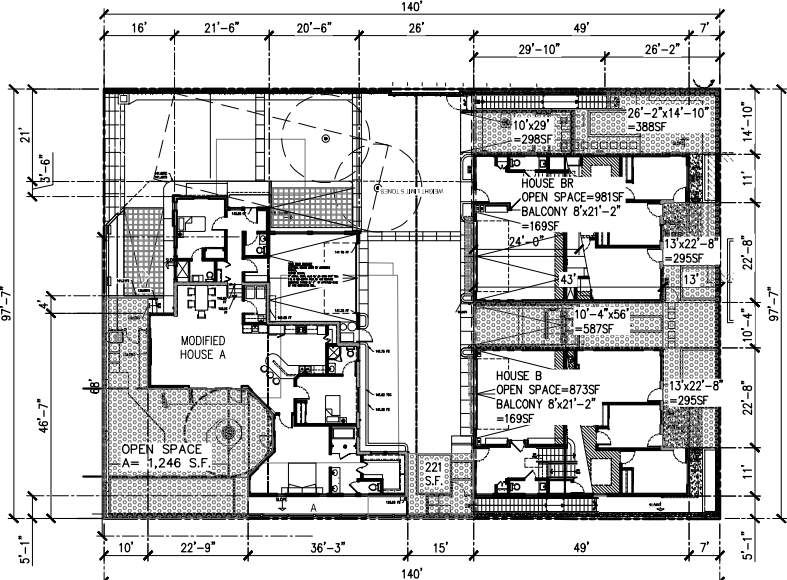 140'
16'
21'-6"
20'-6"
26'
49'
7'
29'-10"
26'-2"
97'-7"
21'
3'-6"
4'
46'-7"
68'
5'-1"
10'x29'
=298SF
26'-2"x14'-10"
=388SF
14'-10"
11'
22'-8"
10'-4"
22'-8"
11'
5'-1"
97'-7"
HOUSE BR
OPEN SPACE=981SF
BALCONY 8'x21'-2"
=169SF
24'-0"
43'
13'x22'-8"
=295SF
13'
10'-4"x56'
=587SF
MODIFIED
HOUSE A
HOUSE B
OPEN SPACE=873SF
BALCONY 8'x21'-2"
=169SF
13'x22'-8"
=295SF
OPEN SPACE
A= 1,246 S.F.
221
S.F.
SLOPE
A
10'
22'-9"
36'-3"
15'
49'
7'
140'